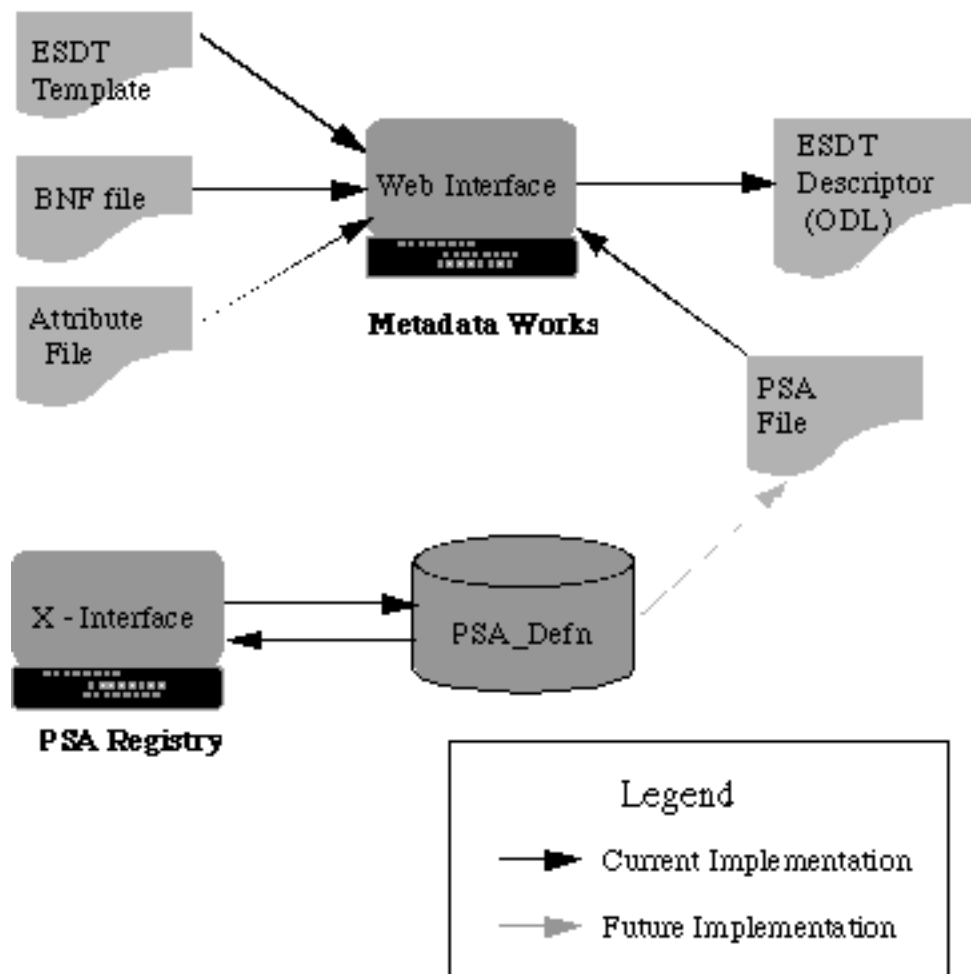 ESDT
Template
BNF file
Attribute
File
Web Interface
Metadata Works
ESDT
Descriptor
(ODL)
PSA
File
X - Interface
PSA Registry
PSA_Defn
Legend
Current Implementation
Future Implementation